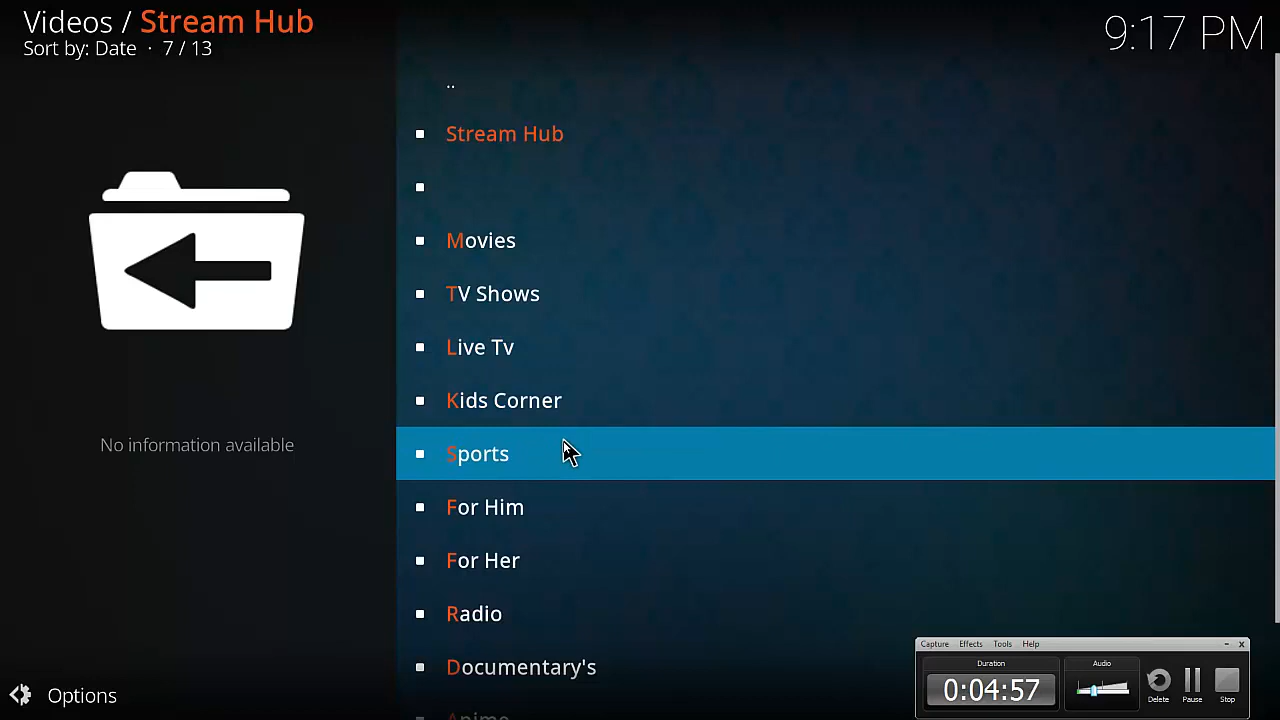 Videos / Stream Hub
Sort by: Date · 7 / 13
9:17 PM
..
Stream Hub
Movies
TV Shows
Live Tv
Kids Corner
Sports
For Him
For Her
Radio
Documentary's
Anime
No information available
Options
Capture Effects Tools Help
Duration
0:04:57
Audio
Delete
Pause
Stop